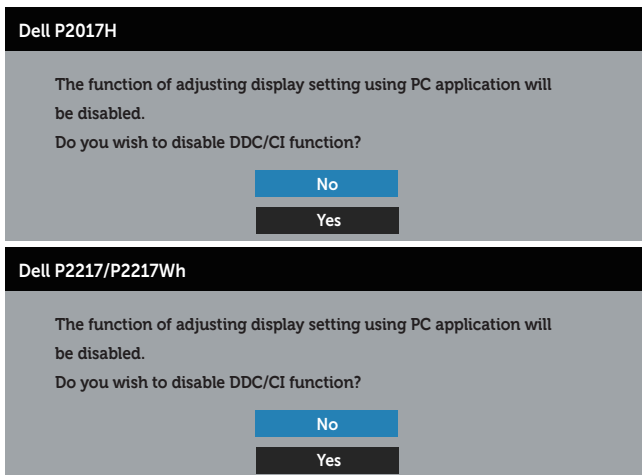 Dell P2017H
The function of adjusting display setting using PC application will
be disabled.
Do you wish to disable DDC/CI function?
No
Yes
Dell P2217/P2217Wh
The function of adjusting display setting using PC application will
be disabled.
Do you wish to disable DDC/CI function?
No
Yes